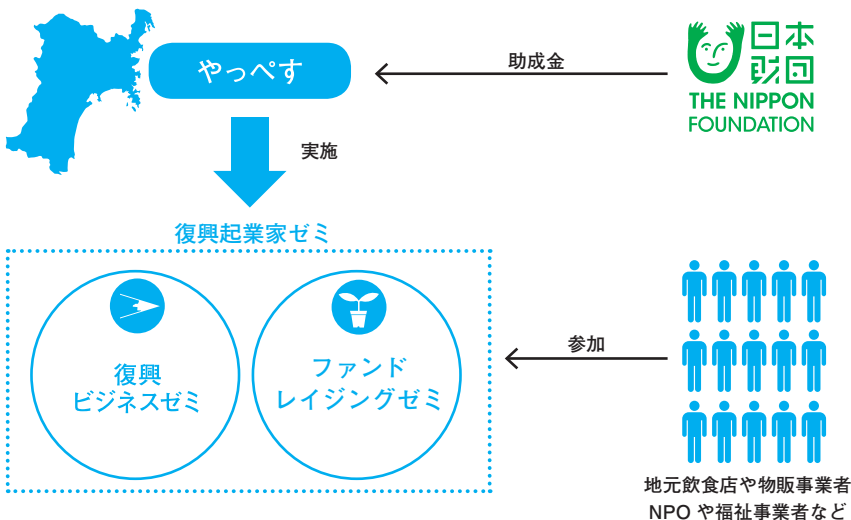 やっぺす
助成金
日本
財団
THE NIPPON
FOUNDATION
実施
復興起業家ゼミ
復興
ビジネスゼミ
ファンド
レイジングゼミ
参加
地元飲食店や物販事業者
NPO や福祉事業者など